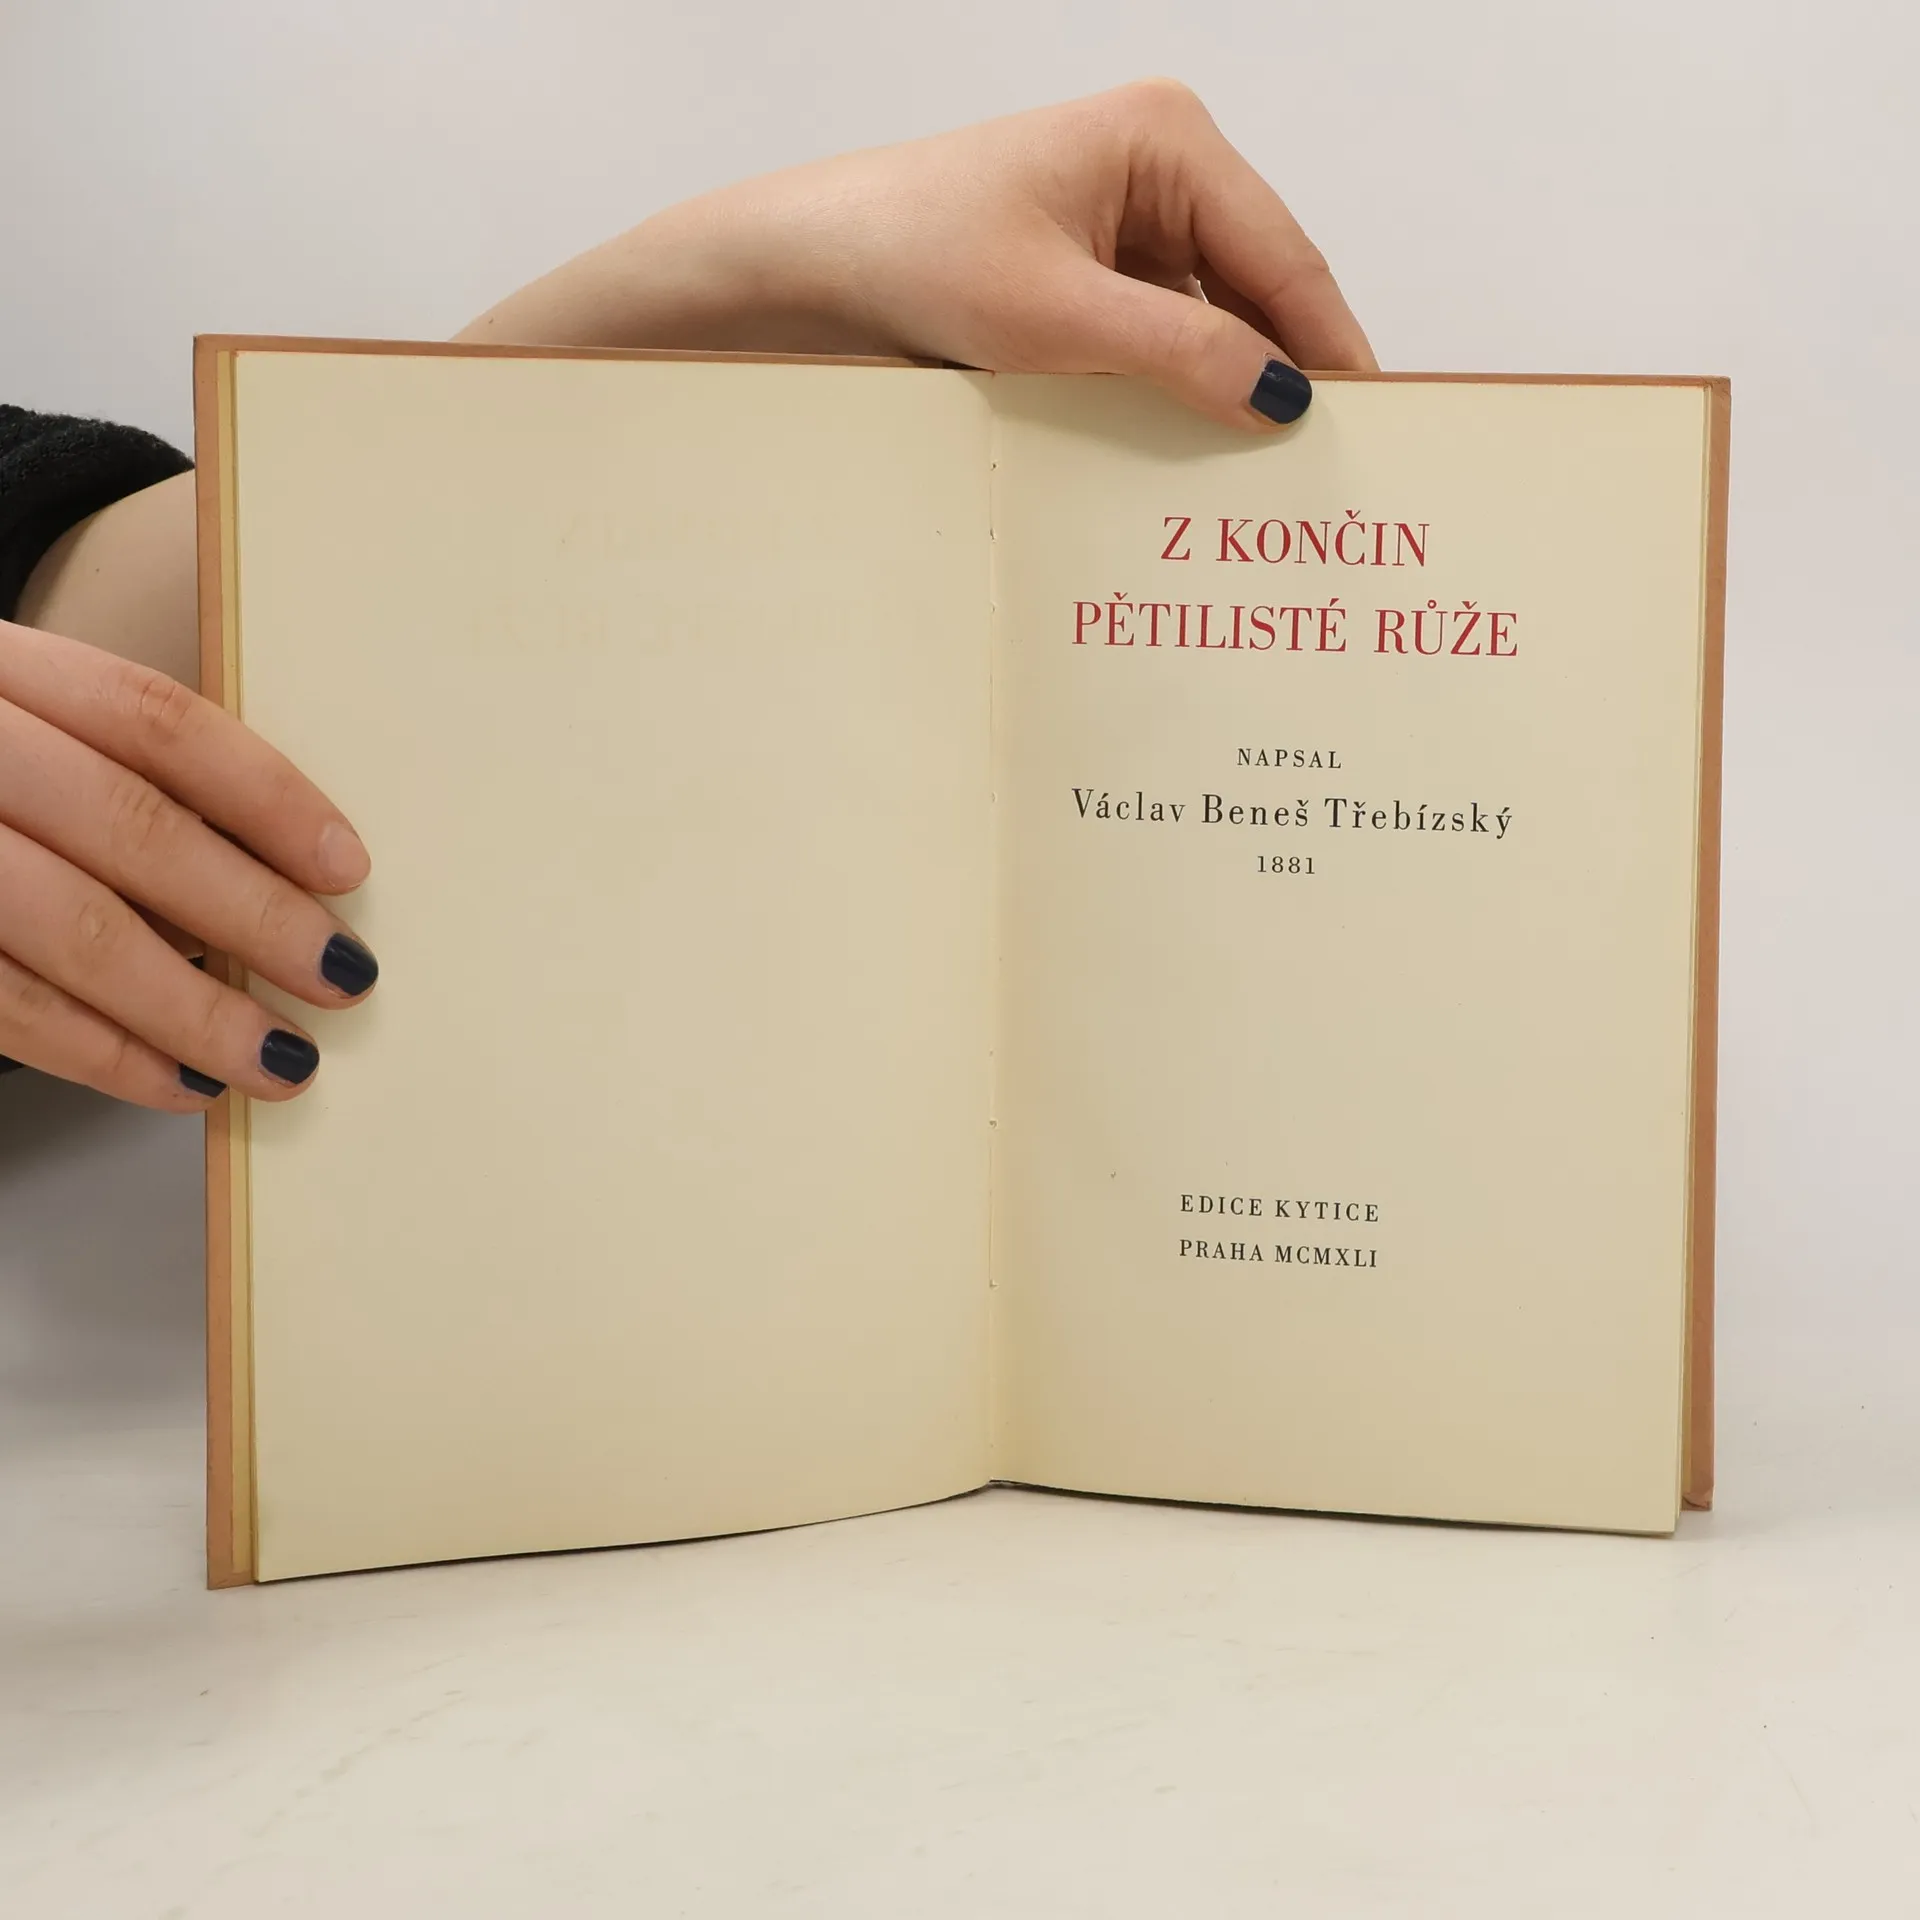 Z KONČIN
PĚTILISTÉ RŮŽE
NAPSAL
Václav Beneš Třebízský
1881
EDICE KYTICE
PRAHA MCMXLI